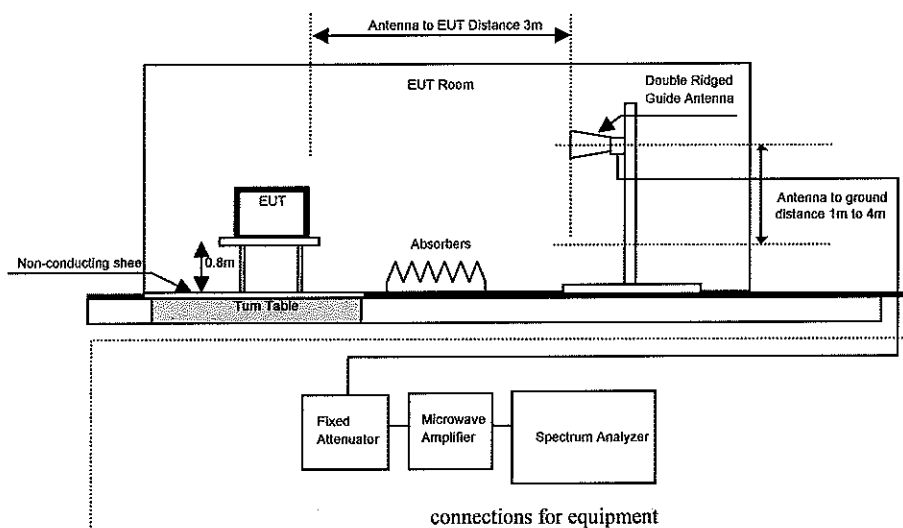 Antenna to EUT Distance 3m
EUT Room
Double Ridged
Guide Antenna
EUT
Antenna to ground
distance 1m to 4m
Absorbers
0.8m
Non-conducting shee
Turn Table
Fixed
Attenuator
Microwave
Amplifier
Spectrum Analyzer
connections for equipment